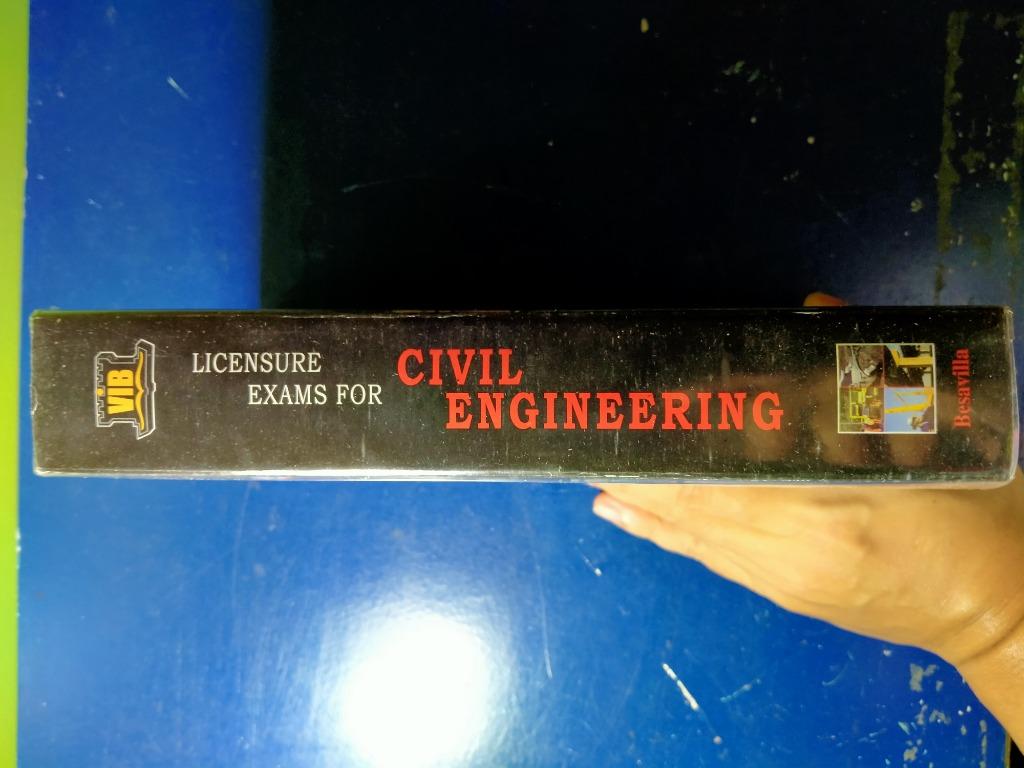 VIB
LICENSURE
EXAMS FOR
CIVIL
ENGINEERING
Besavilla